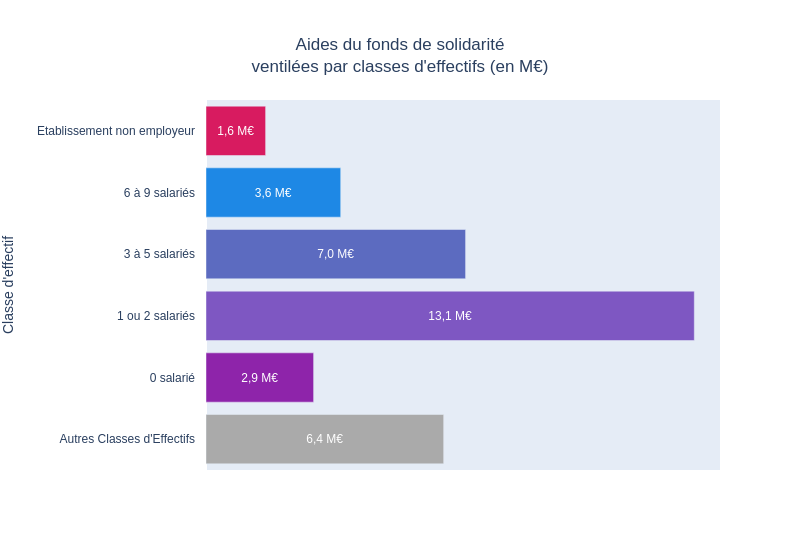 Aides du fonds de solidarité
ventilées par classes d'effectifs (en M€)
Classe d'effectif
Etablissement non employeur
1,6 M€
6 à 9 salariés
3,6 M€
3 à 5 salariés
7,0 M€
1 ou 2 salariés
13,1 M€
0 salarié
2,9 M€
Autres Classes d'Effectifs
6,4 M€